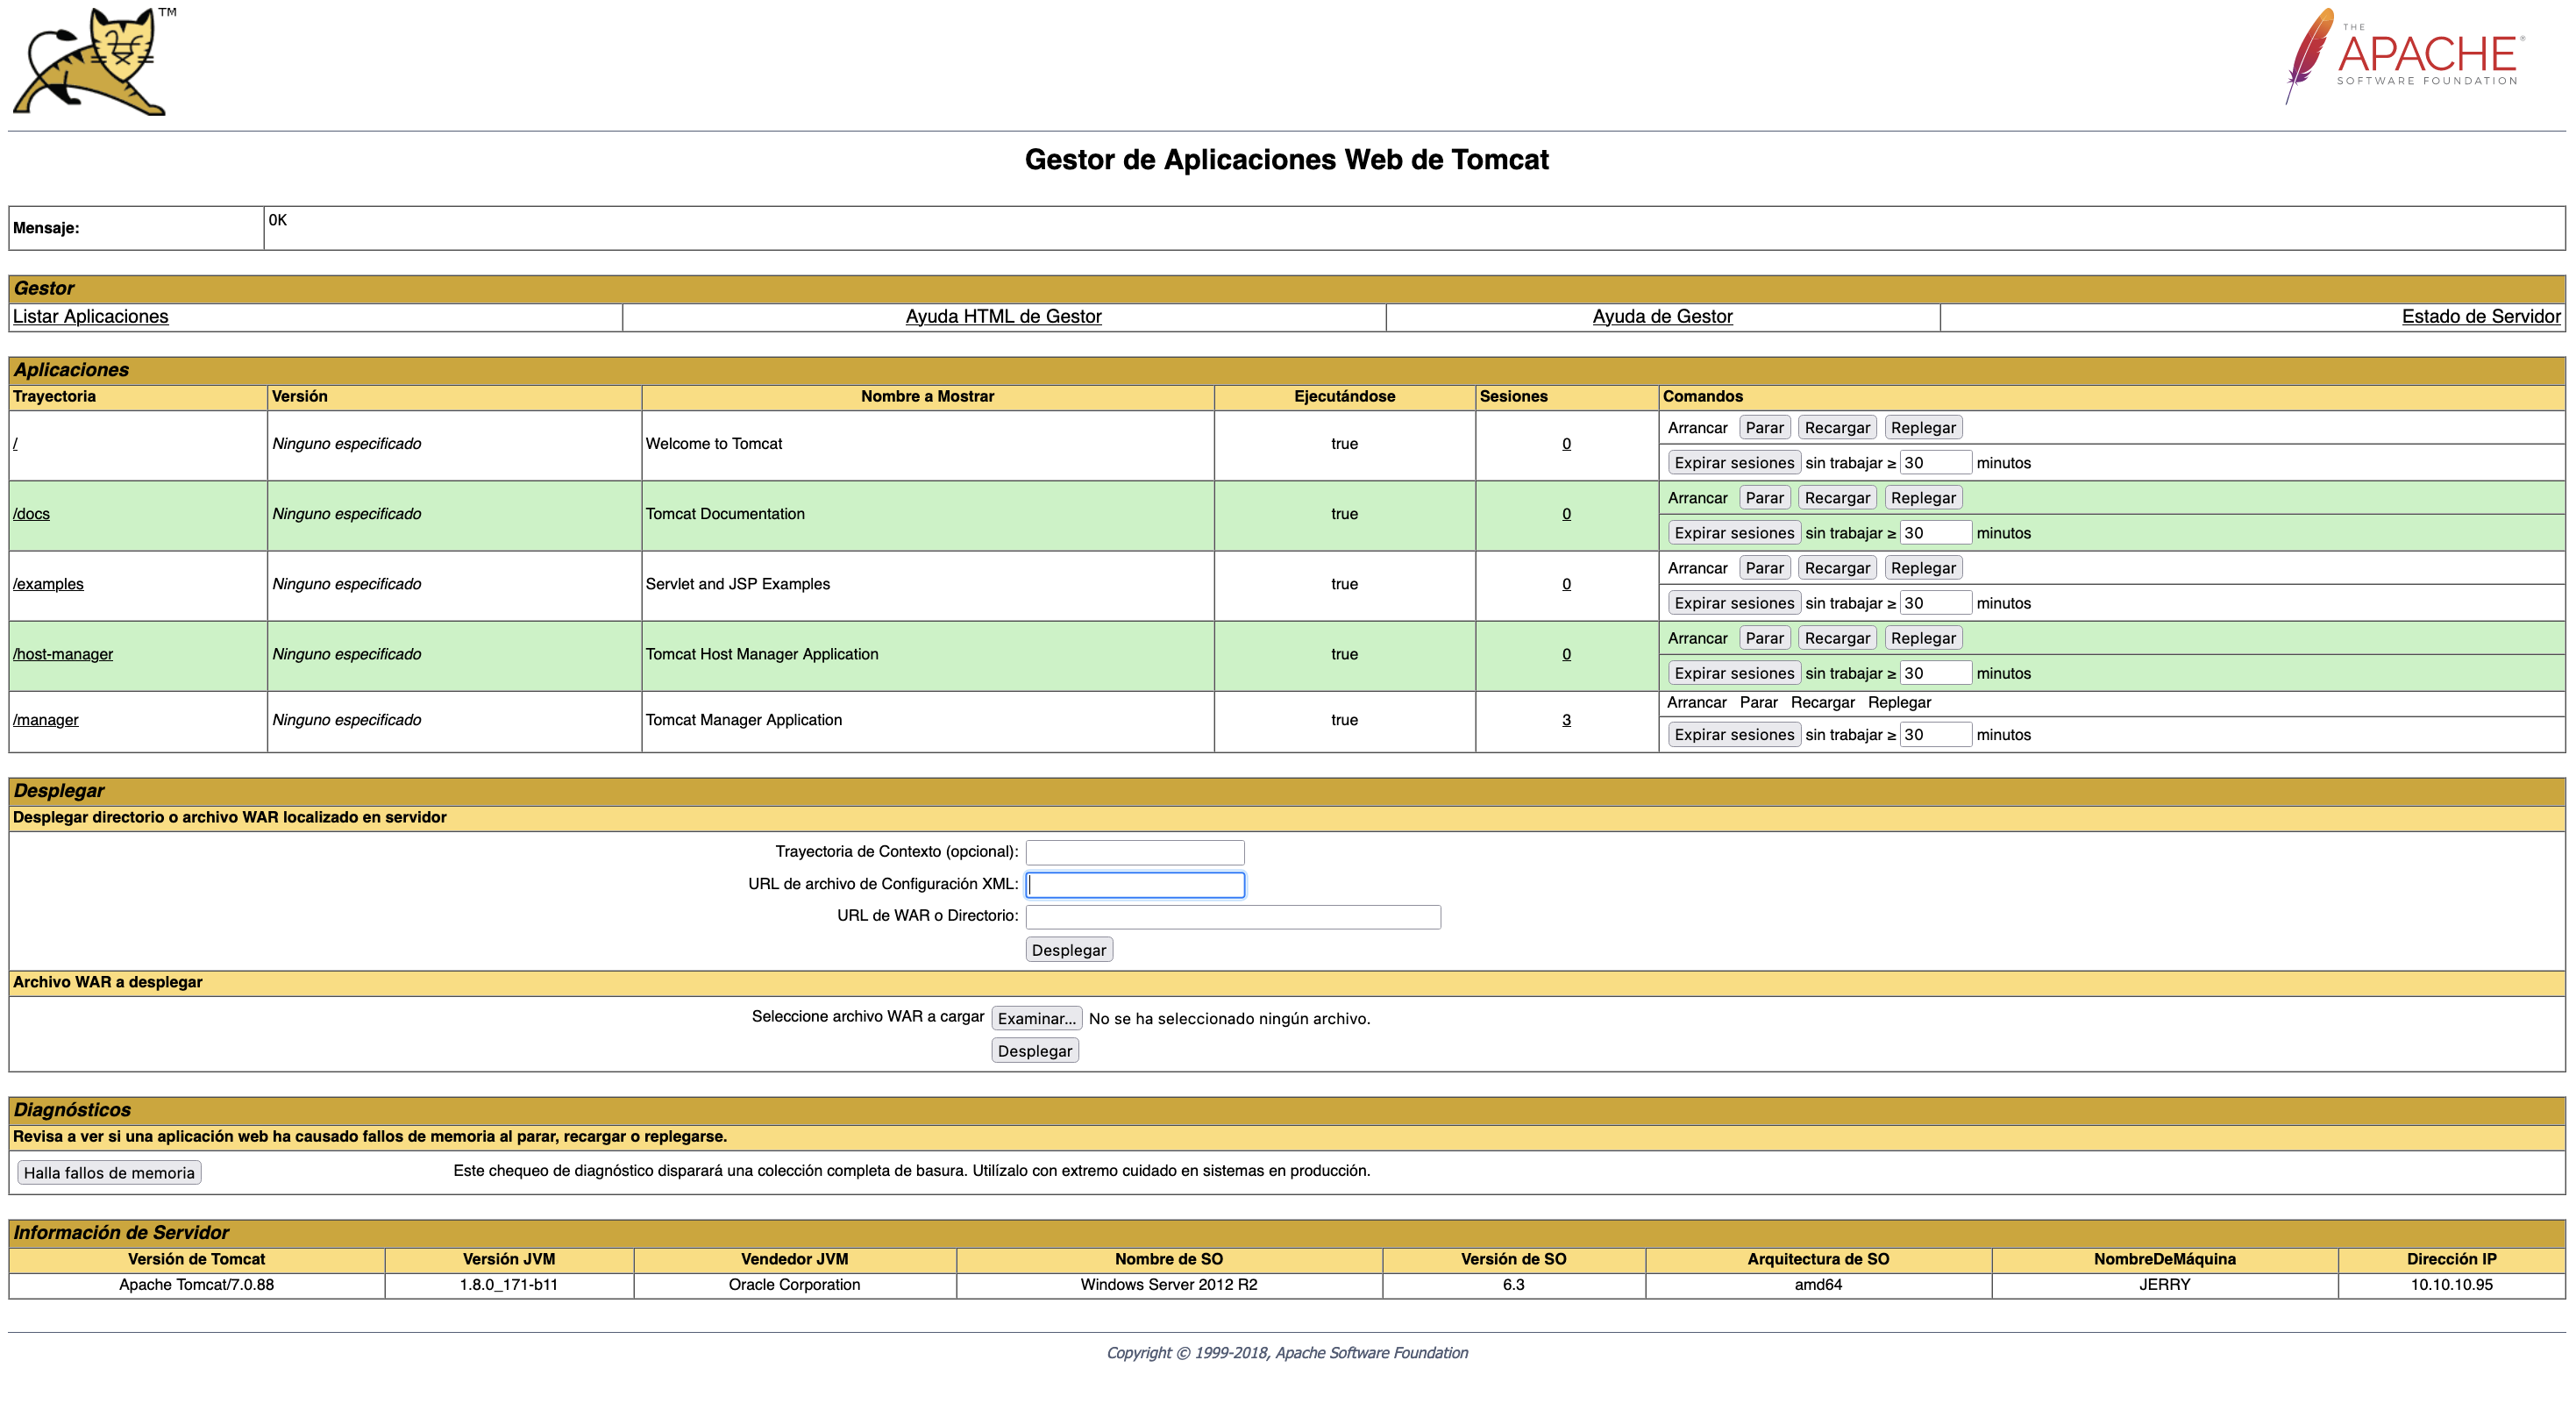 TM
THE
APACHE®
SOFTWARE FOUNDATION
Gestor de Aplicaciones Web de Tomcat
Mensaje: OK
Gestor
Listar Aplicaciones Ayuda HTML de Gestor Ayuda de Gestor Estado de Servidor
Aplicaciones
Trayectoria Versión Nombre a Mostrar Ejecutándose Sesiones Comandos
/ Ninguno especificado Welcome to Tomcat true 0 Arrancar Parar Recargar Replegar
Expirar sesiones sin trabajar ≥ 30 minutos
/docs Ninguno especificado Tomcat Documentation true 0 Arrancar Parar Recargar Replegar
Expirar sesiones sin trabajar ≥ 30 minutos
/examples Ninguno especificado Servlet and JSP Examples true 0 Arrancar Parar Recargar Replegar
Expirar sesiones sin trabajar ≥ 30 minutos
/host-manager Ninguno especificado Tomcat Host Manager Application true 0 Arrancar Parar Recargar Replegar
Expirar sesiones sin trabajar ≥ 30 minutos
/manager Ninguno especificado Tomcat Manager Application true 3 Arrancar Parar Recargar Replegar
Expirar sesiones sin trabajar ≥ 30 minutos
Desplegar
Desplegar directorio o archivo WAR localizado en servidor
Trayectoria de Contexto (opcional):
URL de archivo de Configuración XML:
URL de WAR o Directorio:
Desplegar
Archivo WAR a desplegar
Seleccione archivo WAR a cargar Examinar... No se ha seleccionado ningún archivo.
Desplegar
Diagnósticos
Revisa a ver si una aplicación web ha causado fallos de memoria al parar, recargar o replegarse.
Halla fallos de memoria Este chequeo de diagnóstico disparará una colección completa de basura. Utilízalo con extremo cuidado en sistemas en producción.
Información de Servidor
Versión de Tomcat Versión JVM Vendedor JVM Nombre de SO Versión de SO Arquitectura de SO NombreDeMáquina Dirección IP
Apache Tomcat/7.0.88 1.8.0_171-b11 Oracle Corporation Windows Server 2012 R2 6.3 amd64 JERRY 10.10.10.95
Copyright © 1999-2018, Apache Software Foundation